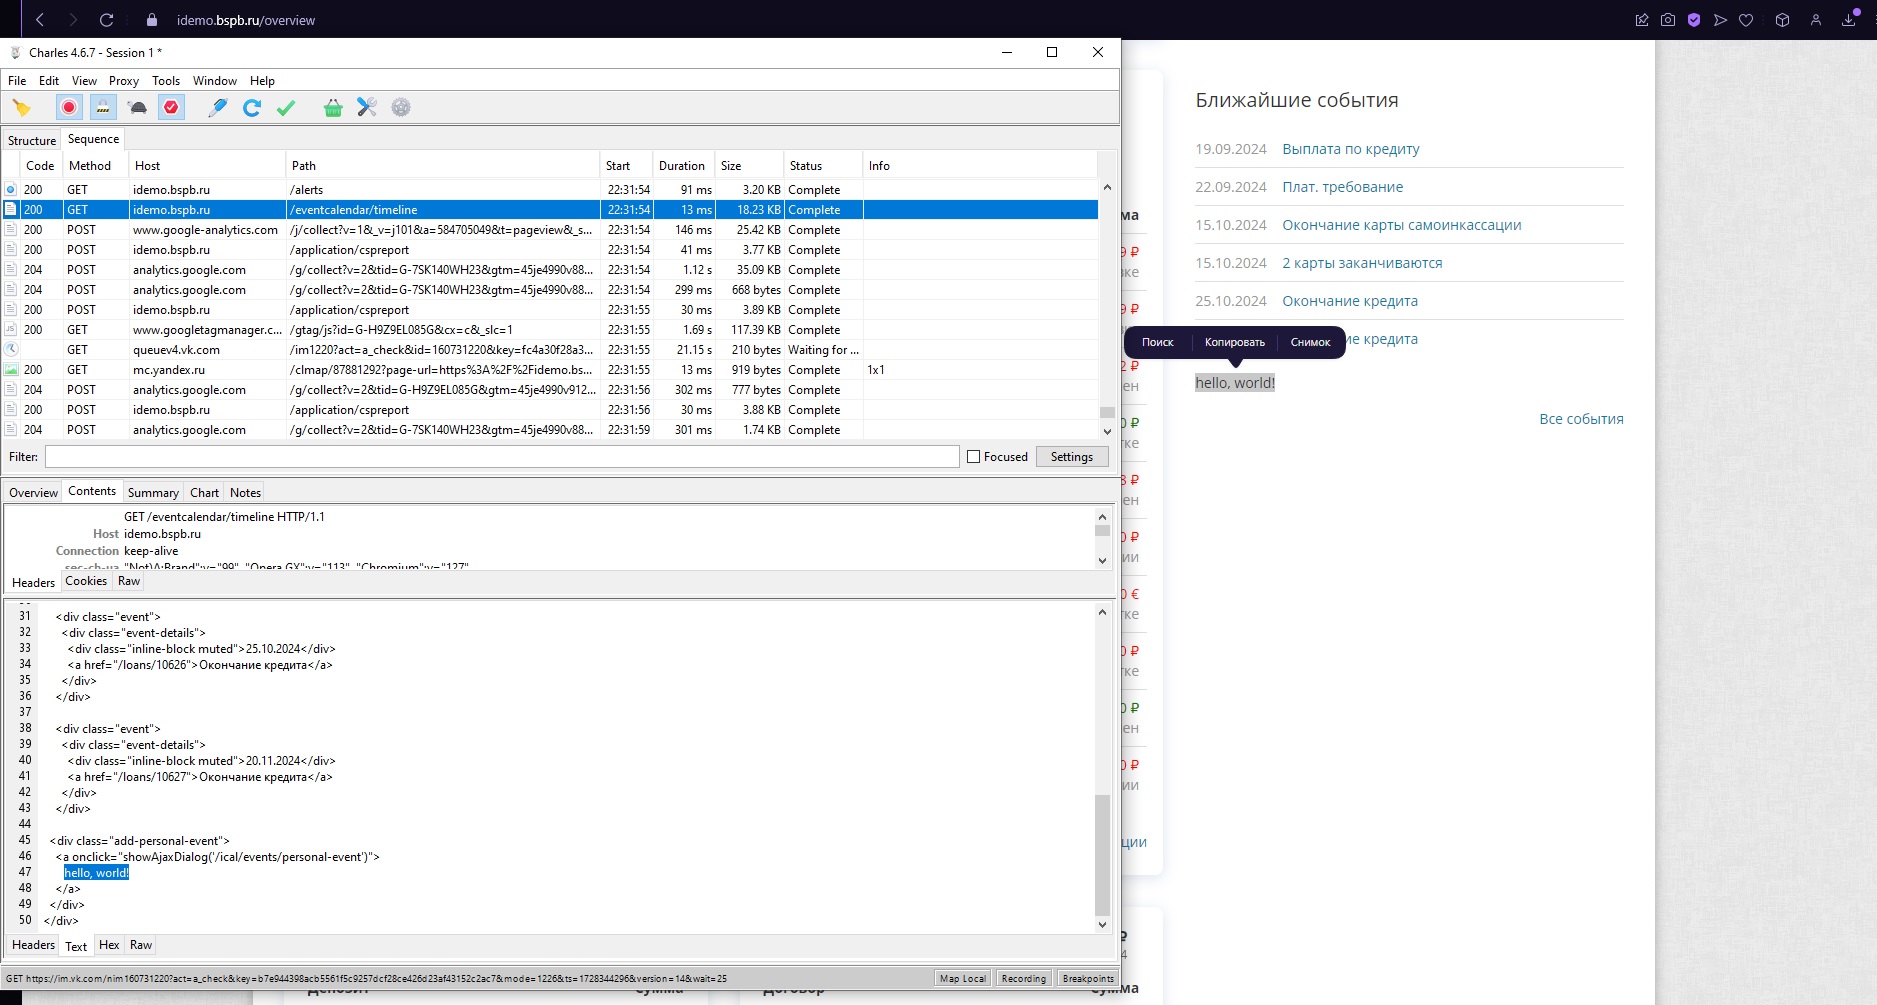 idemo.bspb.ru/overview
Charles 4.6.7 - Session 1 *
File Edit View Proxy Tools Window Help
Structure Sequence
Code Method Host Path Start Duration Size Status Info
200 GET idemo.bspb.ru /alerts 22:31:54 91 ms 3.20 KB Complete
200 GET idemo.bspb.ru /eventcalendar/timeline 22:31:54 13 ms 18.23 KB Complete
200 POST www.google-analytics.com /j/collect?v=1&_v=j101&a=584705049&t=pageview&_s... 22:31:54 146 ms 25.42 KB Complete
200 POST idemo.bspb.ru /application/cspreport 22:31:54 41 ms 3.77 KB Complete
204 POST analytics.google.com /g/collect?v=2&tid=G-7SK140WH23&gtm=45je4990v88... 22:31:54 1.12 s 35.09 KB Complete
204 POST analytics.google.com /g/collect?v=2&tid=G-7SK140WH23&gtm=45je4990v88... 22:31:54 299 ms 668 bytes Complete
200 POST idemo.bspb.ru /application/cspreport 22:31:55 30 ms 3.89 KB Complete
200 GET www.googletagmanager.c... /gtag/js?id=G-H9Z9EL085G&cx=c&_slc=1 22:31:55 1.69 s 117.39 KB Complete
GET queuev4.vk.com /im1220?act=a_check&id=160731220&key=fc4a30f28a3... 22:31:55 21.15 s 210 bytes Waiting for ...
200 GET mc.yandex.ru /clmap/87881292?page-url=https%3A%2F%2Fidemo.bs... 22:31:55 13 ms 919 bytes Complete 1x1
204 POST analytics.google.com /g/collect?v=2&tid=G-H9Z9EL085G&gtm=45je4990v912... 22:31:56 302 ms 777 bytes Complete
200 POST idemo.bspb.ru /application/cspreport 22:31:56 30 ms 3.88 KB Complete
204 POST analytics.google.com /g/collect?v=2&tid=G-7SK140WH23&gtm=45je4990v88... 22:31:59 301 ms 1.74 KB Complete
Filter: Focused Settings
Overview Contents Summary Chart Notes
GET /eventcalendar/timeline HTTP/1.1
Host idemo.bspb.ru
Connection keep-alive
sec-ch-ua "Not)A;Brand";v="99", "Opera GX";v="113", "Chromium";v="127"
Headers Cookies Raw
31 <div class="event">
32 <div class="event-details">
33 <div class="inline-block muted">25.10.2024</div>
34 <a href="/loans/10626">Окончание кредита</a>
35 </div>
36 </div>
37
38 <div class="event">
39 <div class="event-details">
40 <div class="inline-block muted">20.11.2024</div>
41 <a href="/loans/10627">Окончание кредита</a>
42 </div>
43 </div>
44
45 <div class="add-personal-event">
46 <a onclick="showAjaxDialog('/ical/events/personal-event')">
47 hello, world!
48 </a>
49 </div>
50 </div>
Headers Text Hex Raw
GET https://im.vk.com/nim160731220?act=a_check&key=b7e944398acb5561f5c9257dcf28ce426d23af43152c2ac7&mode=1226&ts=1728344296&version=14&wait=25 Map Local Recording Breakpoints
Ближайшие события
19.09.2024 Выплата по кредиту
22.09.2024 Плат. требование
15.10.2024 Окончание карты самоинкассации
15.10.2024 2 карты заканчиваются
25.10.2024 Окончание кредита
Поиск Копировать Снимок
ие кредита
hello, world!
Все события